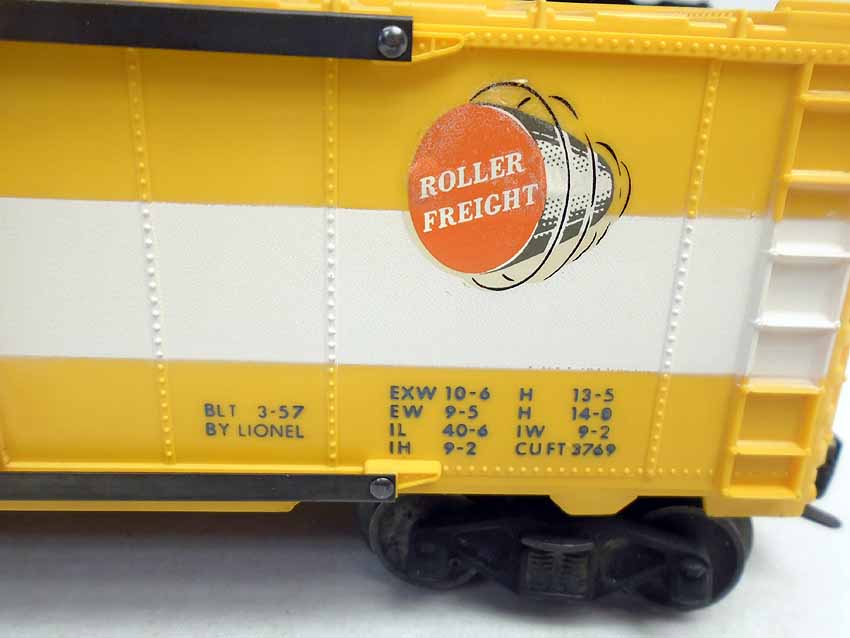 ROLLER
FREIGHT
BLT 3-57
BY LIONEL
EXW 10-6 H 13-5
EW 9-5 H 14-0
IL 40-6 IW 9-2
IH 9-2 CU FT 3769